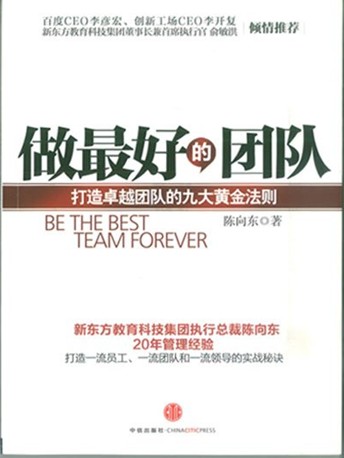 百度CEO李彦宏、创新工场CEO李开复
新东方教育科技集团董事长兼首席执行官 俞敏洪
倾情推荐
做最好的团队
打造卓越团队的九大黄金法则
BE THE BEST
TEAM FOREVER
陈向东◎著
新东方教育科技集团执行总裁陈向东
20年管理经验
打造一流员工、一流团队和一流领导的实战秘诀
中信出版社·CHINACITICPRESS